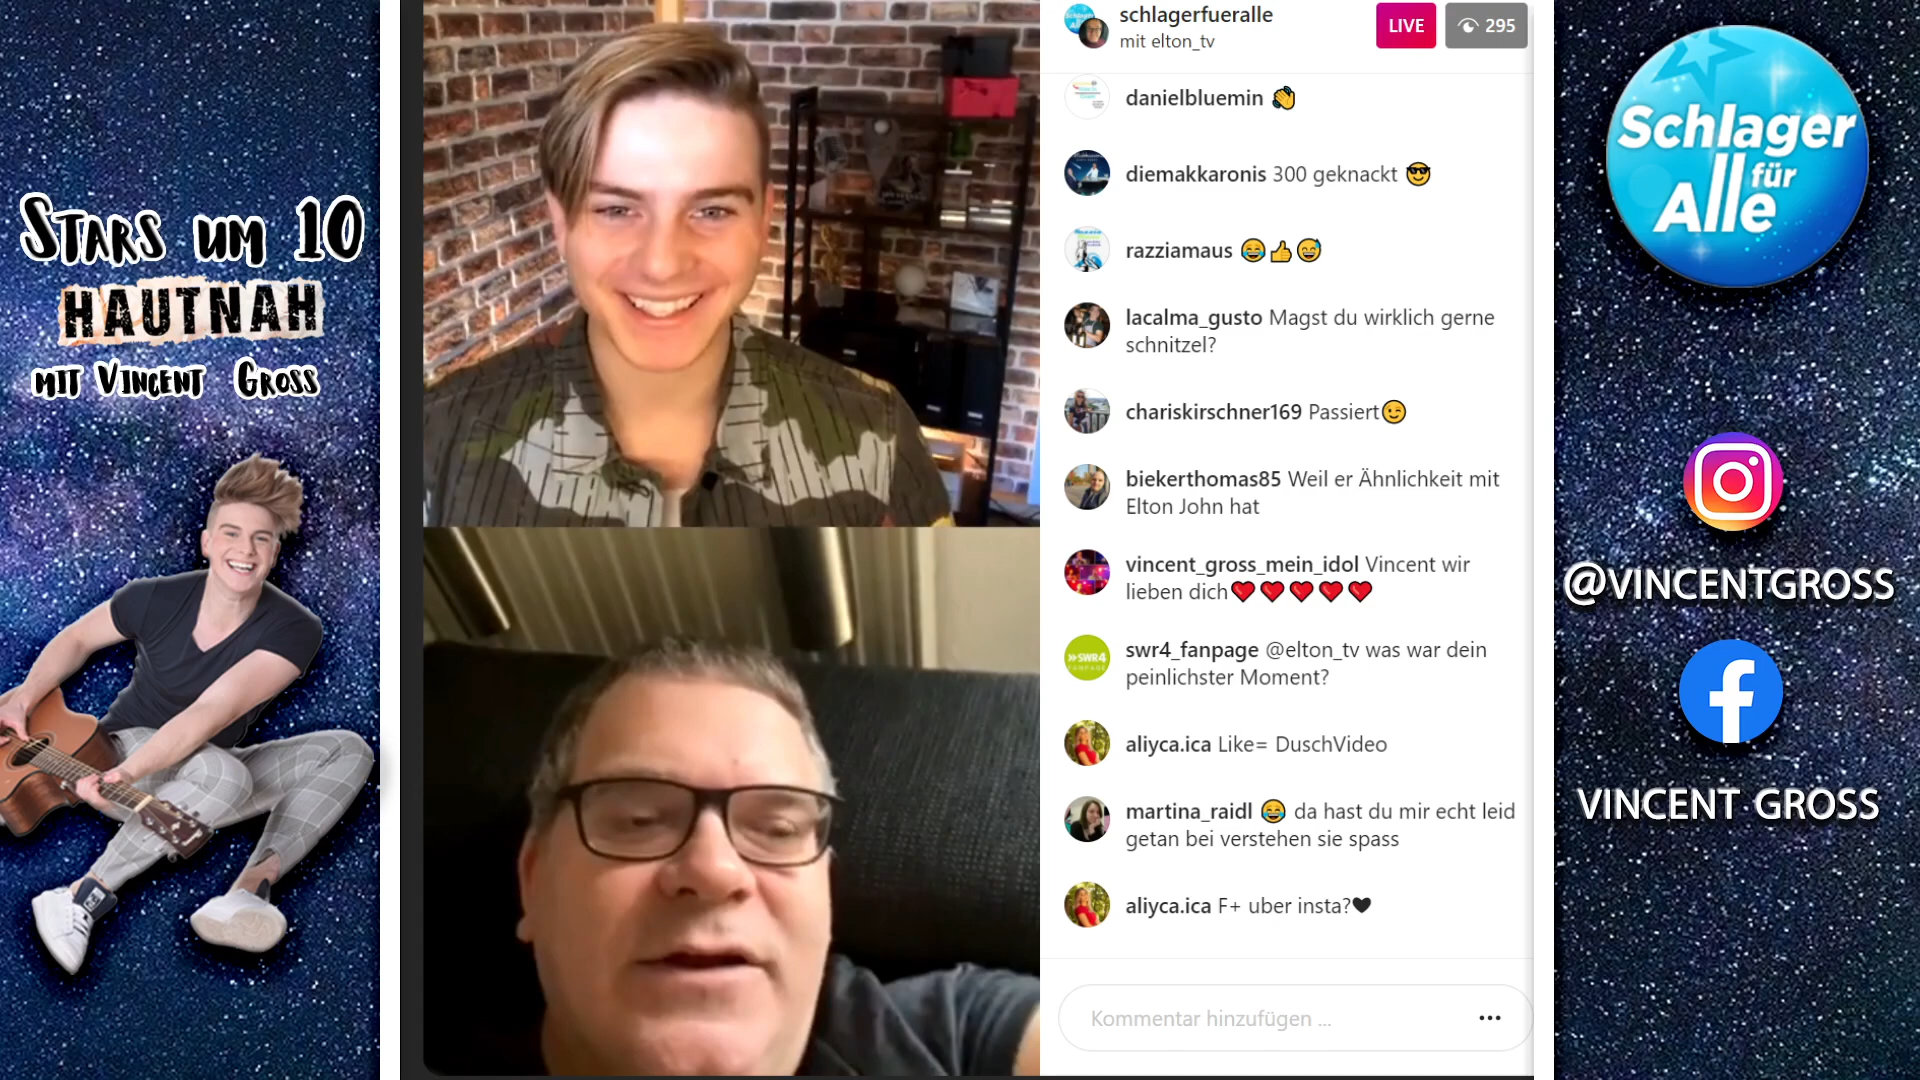 Stars um 10
HAUTNAH
mit Vincent Gross
schlagerfueralle
mit elton_tv
LIVE
295
danielbluemin 👏
diemakkaronis 300 geknackt 😎
razziamaus 😂👍😅
lacalma_gusto Magst du wirklich gerne
schnitzel?
chariskirschner169 Passiert😉
biekerthomas85 Weil er Ähnlichkeit mit
Elton John hat
vincent_gross_mein_idol Vincent wir
lieben dich❤❤❤❤❤
swr4_fanpage @elton_tv was war dein
peinlichster Moment?
aliyca.ica Like= DuschVideo
martina_raidl 😂 da hast du mir echt leid
getan bei verstehen sie spass
aliyca.ica F+ uber insta?🖤
Kommentar hinzufügen ...
Schlager
für
Alle
@VINCENTGROSS
VINCENT GROSS
SWR4
FANPAGE